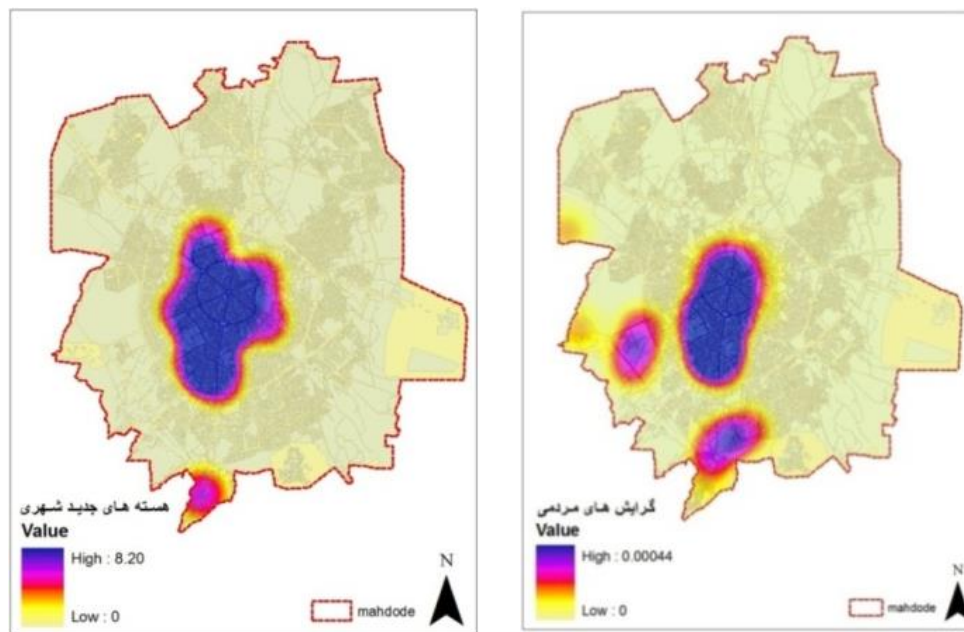 هسته های جدید شهری
Value
High : 8.20
Low : 0
mahdode
N
گرایش های مردمی
Value
High : 0.00044
Low : 0
mahdode
N